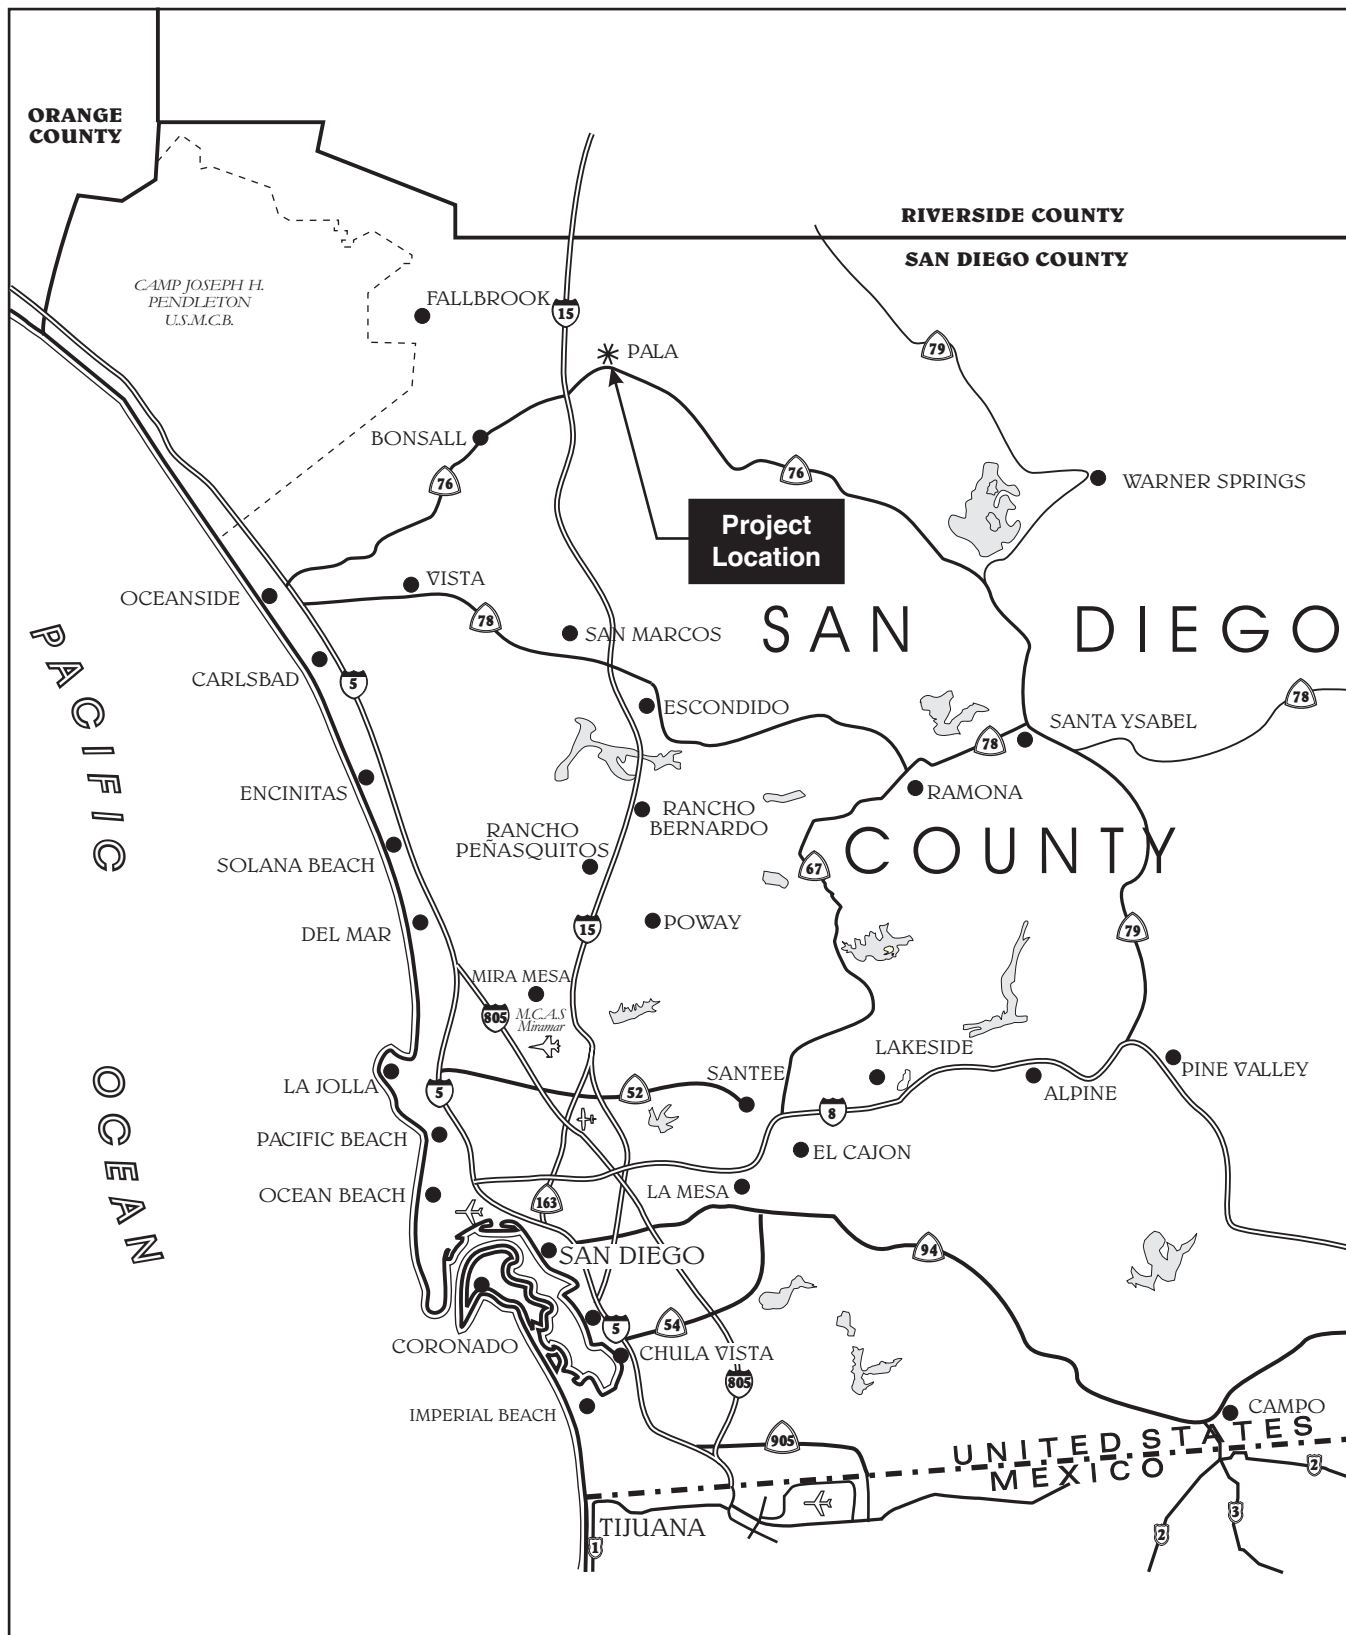 ORANGE
COUNTY
RIVERSIDE COUNTY
SAN DIEGO COUNTY
CAMP JOSEPH H.
PENDLETON
U.S.M.C.B.
FALLBROOK
15
79
PALA
BONSALL
76
76
WARNER SPRINGS
Project
Location
VISTA
OCEANSIDE
78
SAN MARCOS
SAN DIEGO
PACIFIC
CARLSBAD
5
ESCONDIDO
78
SANTA YSABEL
78
ENCINITAS
RAMONA
RANCHO
BERNARDO
RANCHO
PEÑASQUITOS
COUNTY
SOLANA BEACH
67
DEL MAR
15
POWAY
79
MIRA MESA
805
M.C.A.S
Miramar
LAKESIDE
OCEAN
LA JOLLA
5
52
SANTEE
PINE VALLEY
ALPINE
8
PACIFIC BEACH
EL CAJON
OCEAN BEACH
163
LA MESA
SAN DIEGO
94
CORONADO
5
54
CHULA VISTA
805
IMPERIAL BEACH
CAMPO
905
UNITED STATES
MEXICO
2
TIJUANA
1
2
3